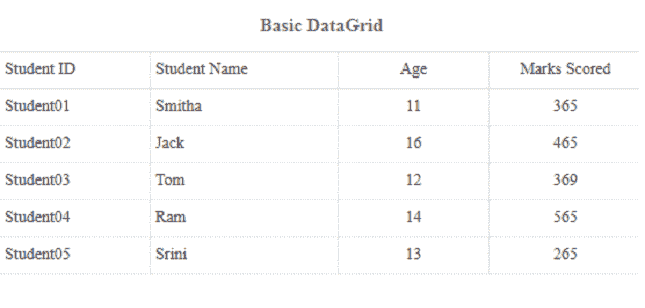 Basic DataGrid
Student ID Student Name Age Marks Scored
Student01 Smitha 11 365
Student02 Jack 16 465
Student03 Tom 12 369
Student04 Ram 14 565
Student05 Srini 13 265